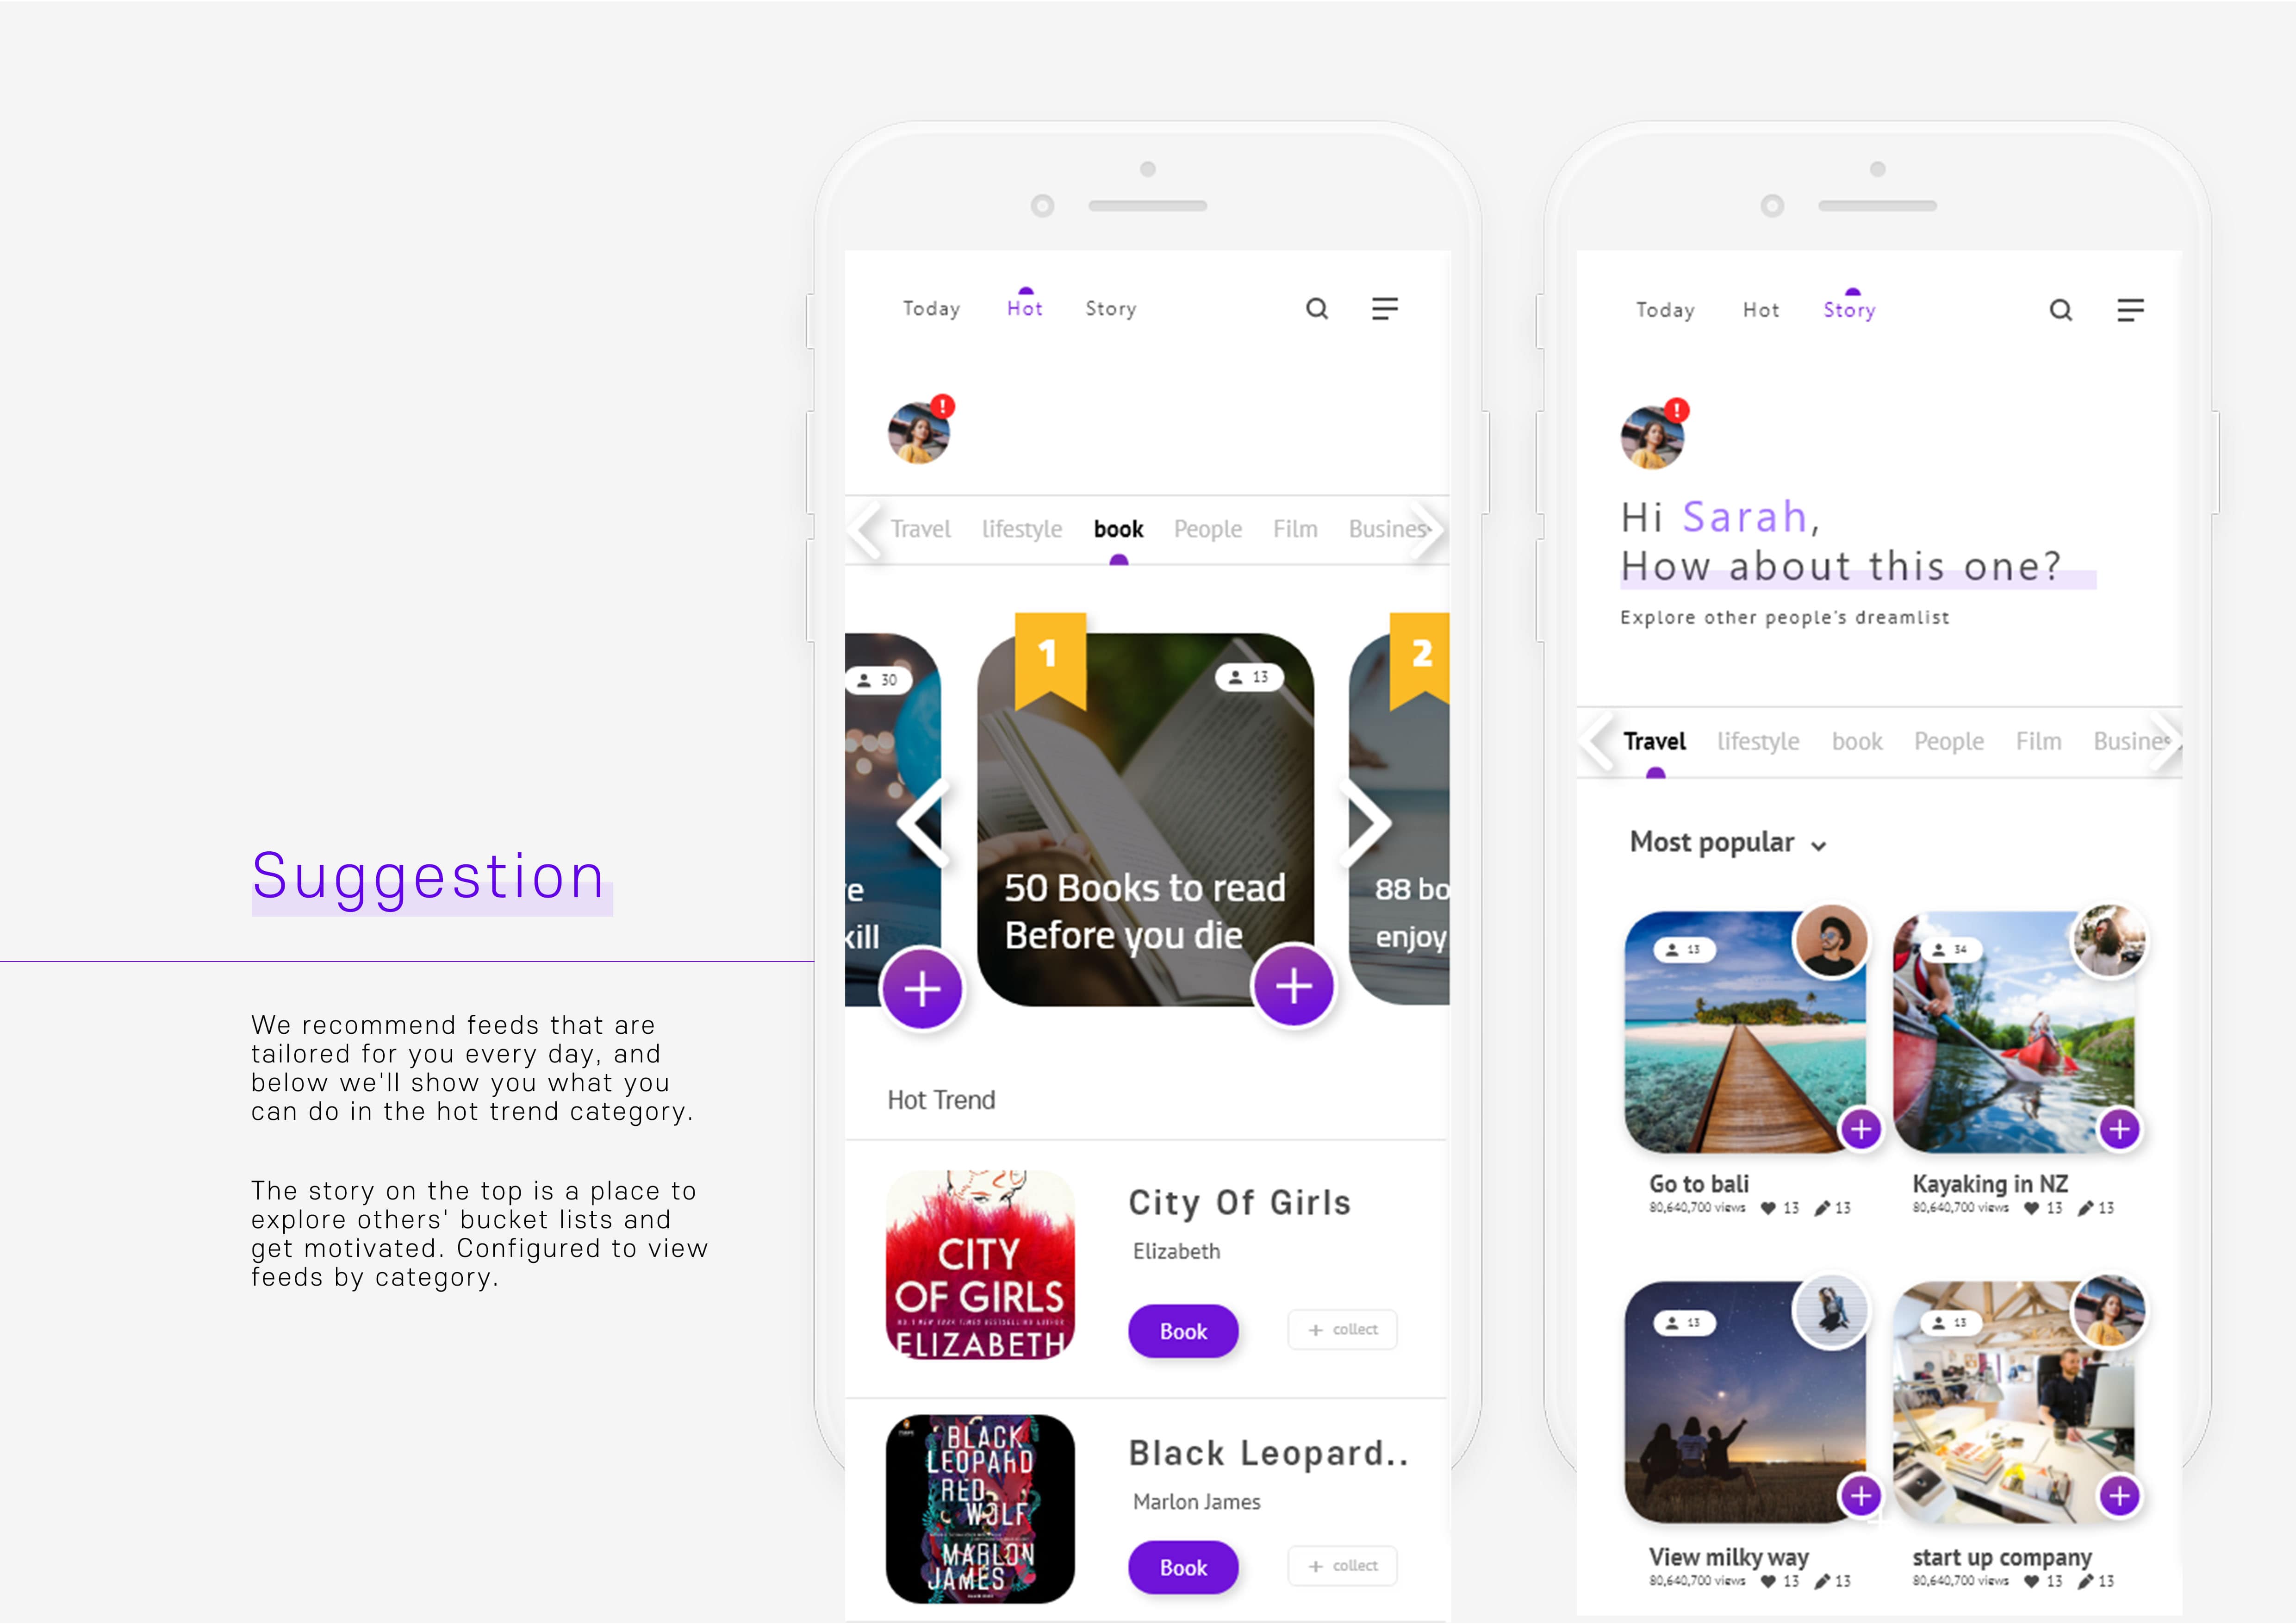 Suggestion
We recommend feeds that are
tailored for you every day, and
below we'll show you what you
can do in the hot trend category.
The story on the top is a place to
explore others' bucket lists and
get motivated. Configured to view
feeds by category.
Today Hot Story
!
Travel lifestyle book People Film Busines
30
1
13
2
re
kill
50 Books to read
Before you die
88 bo
enjoy
Hot Trend
CITY
OF GIRLS
ELIZABETH
City Of Girls
Elizabeth
Book + collect
BLACK
LEOPARD
RED
WOLF
MARLON
JAMES
Black Leopard..
Marlon James
Book + collect
Today Hot Story
!
Hi Sarah,
How about this one?
Explore other people's dreamlist
Travel lifestyle book People Film Busines
Most popular
13
34
Go to bali
80,640,700 views 13 13
Kayaking in NZ
80,640,700 views 13 13
13
13
View milky way
80,640,700 views 13 13
start up company
80,640,700 views 13 13